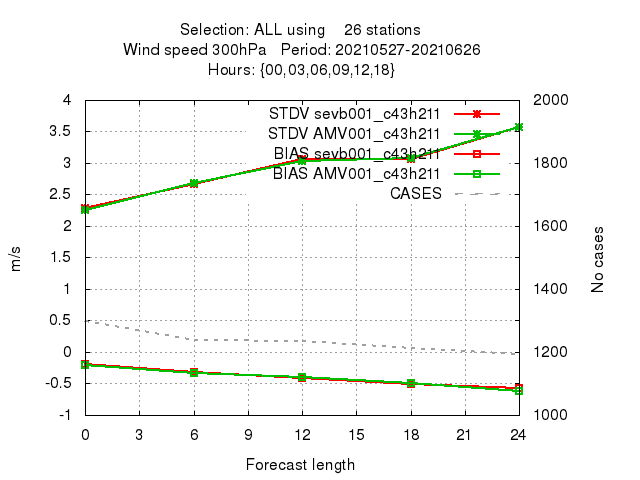 Selection: ALL using 26 stations
Wind speed 300hPa Period: 20210527-20210626
Hours: {00,03,06,09,12,18}
4
3.5
3
2.5
2
1.5
1
0.5
0
-0.5
-1
m/s
2000
1800
1600
1400
1200
1000
No cases
STDV sevb001_c43h211
STDV AMV001_c43h211
BIAS sevb001_c43h211
BIAS AMV001_c43h211
CASES
0 3 6 9 12 15 18 21 24
Forecast length